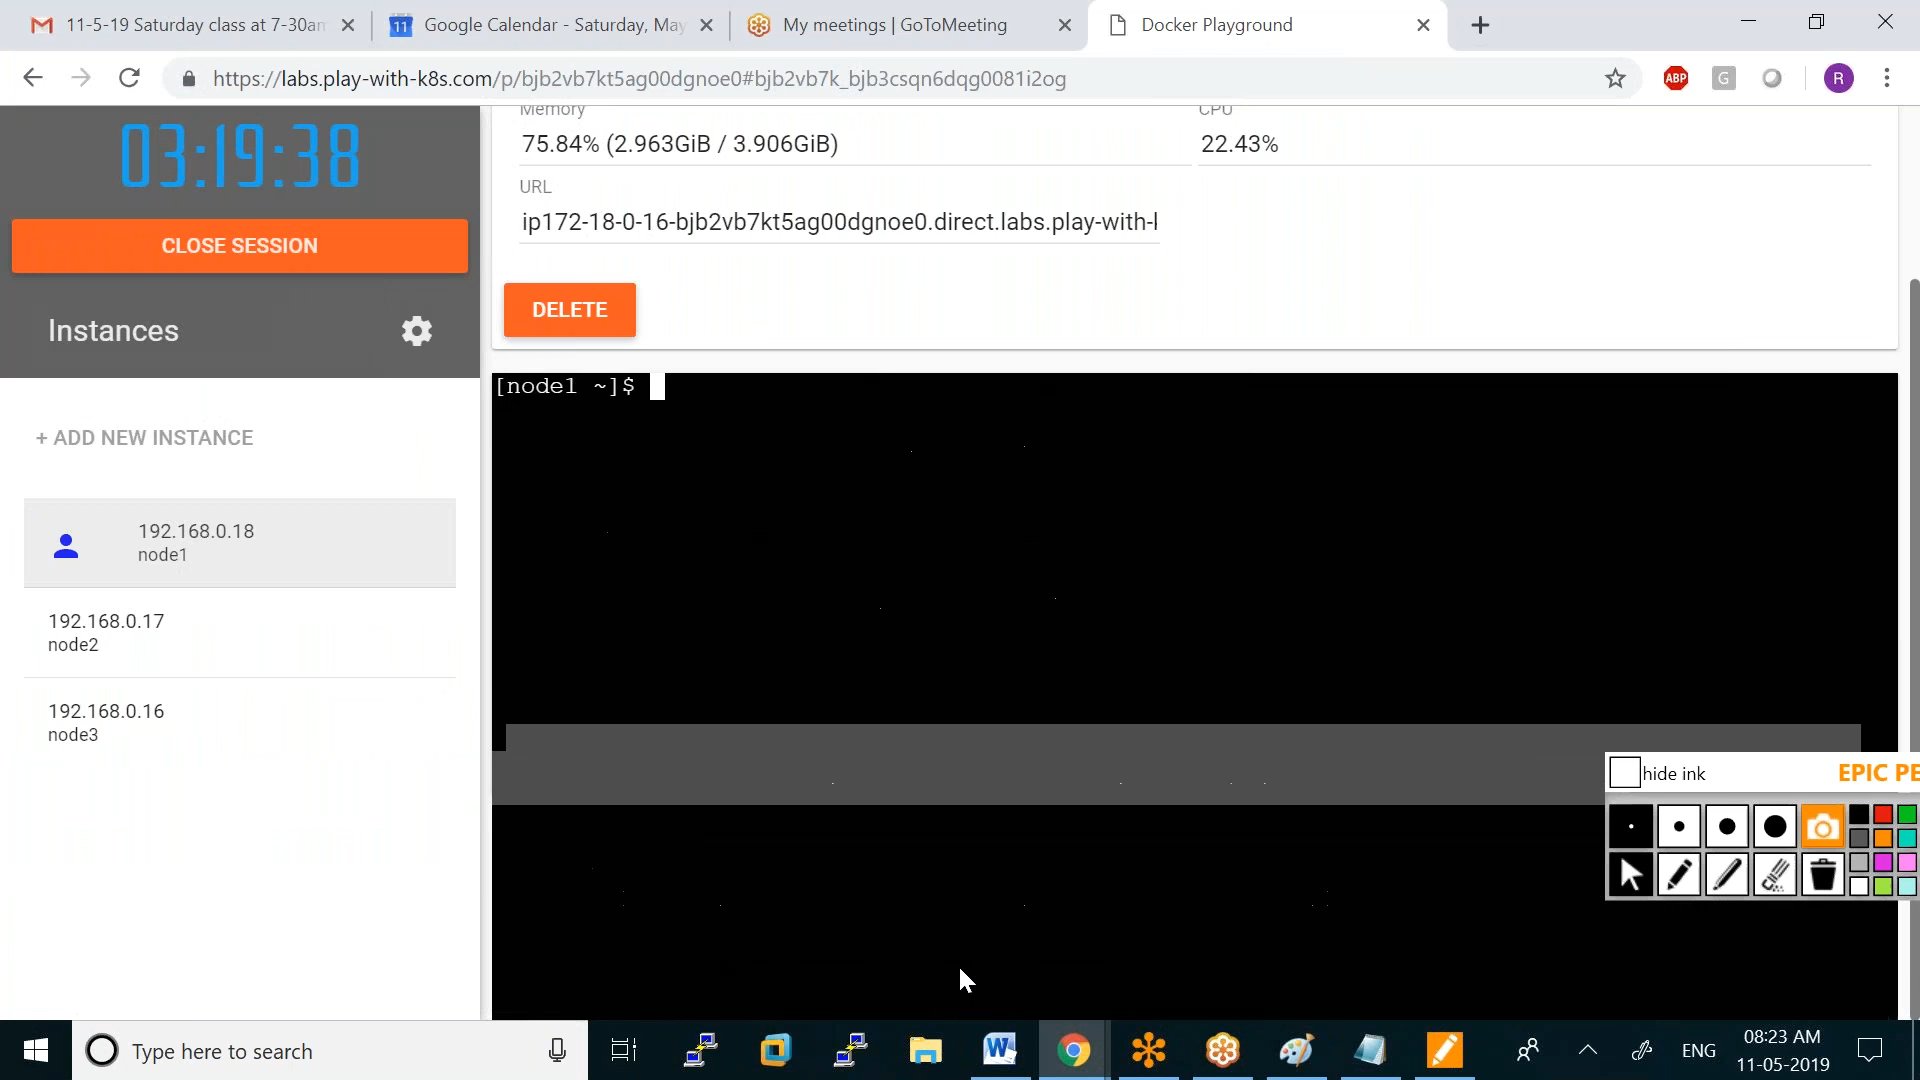 11-5-19 Saturday class at 7-30am
Google Calendar - Saturday, May
My meetings | GoToMeeting
Docker Playground
https://labs.play-with-k8s.com/p/bjb2vb7kt5ag00dgnoe0#bjb2vb7k_bjb3csqn6dqg0081i2og
ABP
G
R
03:19:38
CLOSE SESSION
Instances
+ ADD NEW INSTANCE
192.168.0.18
node1
192.168.0.17
node2
192.168.0.16
node3
Memory
75.84% (2.963GiB / 3.906GiB)
CPU
22.43%
URL
ip172-18-0-16-bjb2vb7kt5ag00dgnoe0.direct.labs.play-with-
DELETE
[node1 ~]$
hide ink
EPIC PE
Type here to search
ENG
08:23 AM
11-05-2019